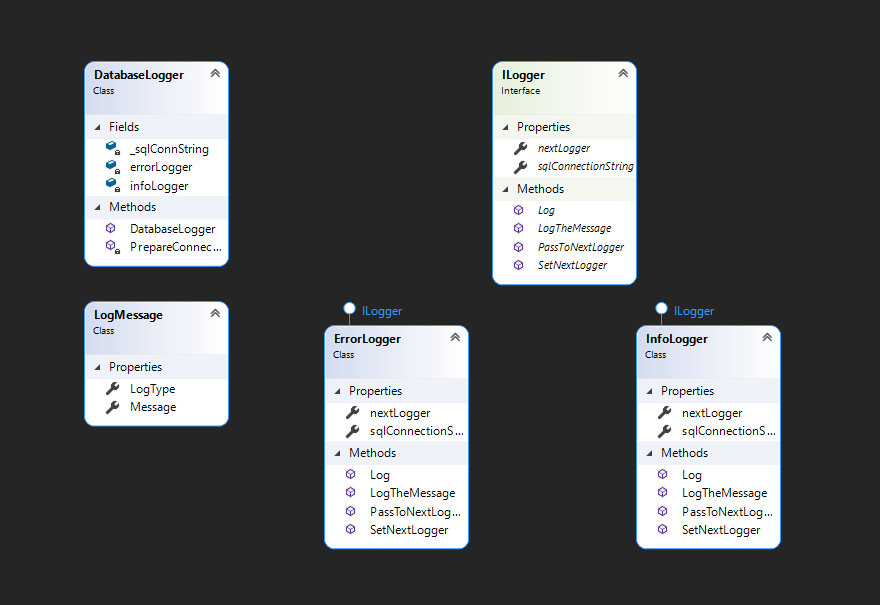 DatabaseLogger
Class
Fields
_sqlConnString
errorLogger
infoLogger
Methods
DatabaseLogger
PrepareConnec...
ILogger
Interface
Properties
nextLogger
sqlConnectionString
Methods
Log
LogTheMessage
PassToNextLogger
SetNextLogger
LogMessage
Class
Properties
LogType
Message
ILogger
ErrorLogger
Class
Properties
nextLogger
sqlConnectionS...
Methods
Log
LogTheMessage
PassToNextLog...
SetNextLogger
ILogger
InfoLogger
Class
Properties
nextLogger
sqlConnectionS...
Methods
Log
LogTheMessage
PassToNextLog...
SetNextLogger